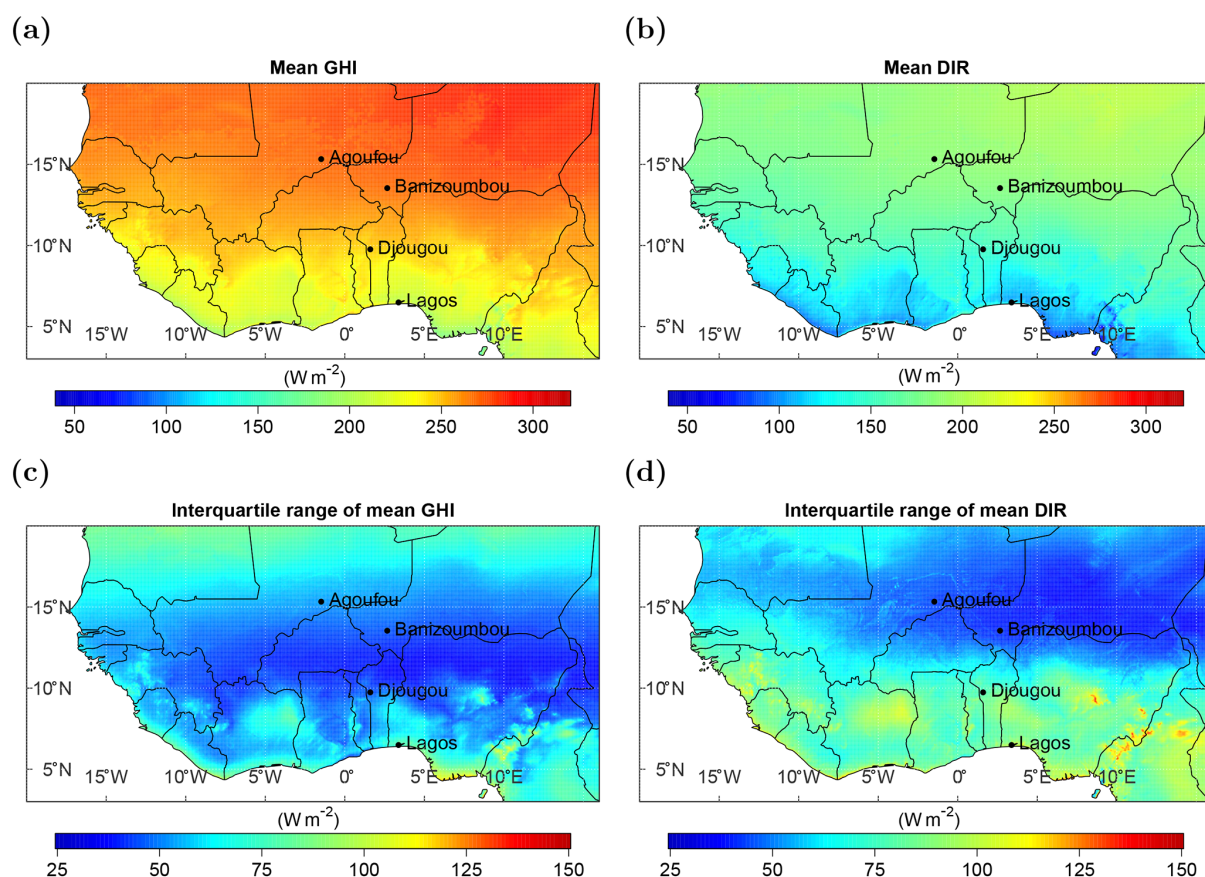 (a)
Mean GHI
Agoufou
15°N
Banizoumbou
10°N
Djougou
Lagos
5°N
15°W 10°W 5°W 0° 5°E 10°E
(W m⁻²)
50 100 150 200 250 300
(b)
Mean DIR
Agoufou
15°N
Banizoumbou
10°N
Djougou
Lagos
5°N
15°W 10°W 5°W 0° 5°E 10°E
(W m⁻²)
50 100 150 200 250 300
(c)
Interquartile range of mean GHI
Agoufou
15°N
Banizoumbou
10°N
Djougou
Lagos
5°N
15°W 10°W 5°W 0° 5°E 10°E
(W m⁻²)
25 50 75 100 125 150
(d)
Interquartile range of mean DIR
Agoufou
15°N
Banizoumbou
10°N
Djougou
Lagos
5°N
15°W 10°W 5°W 0° 5°E 10°E
(W m⁻²)
25 50 75 100 125 150